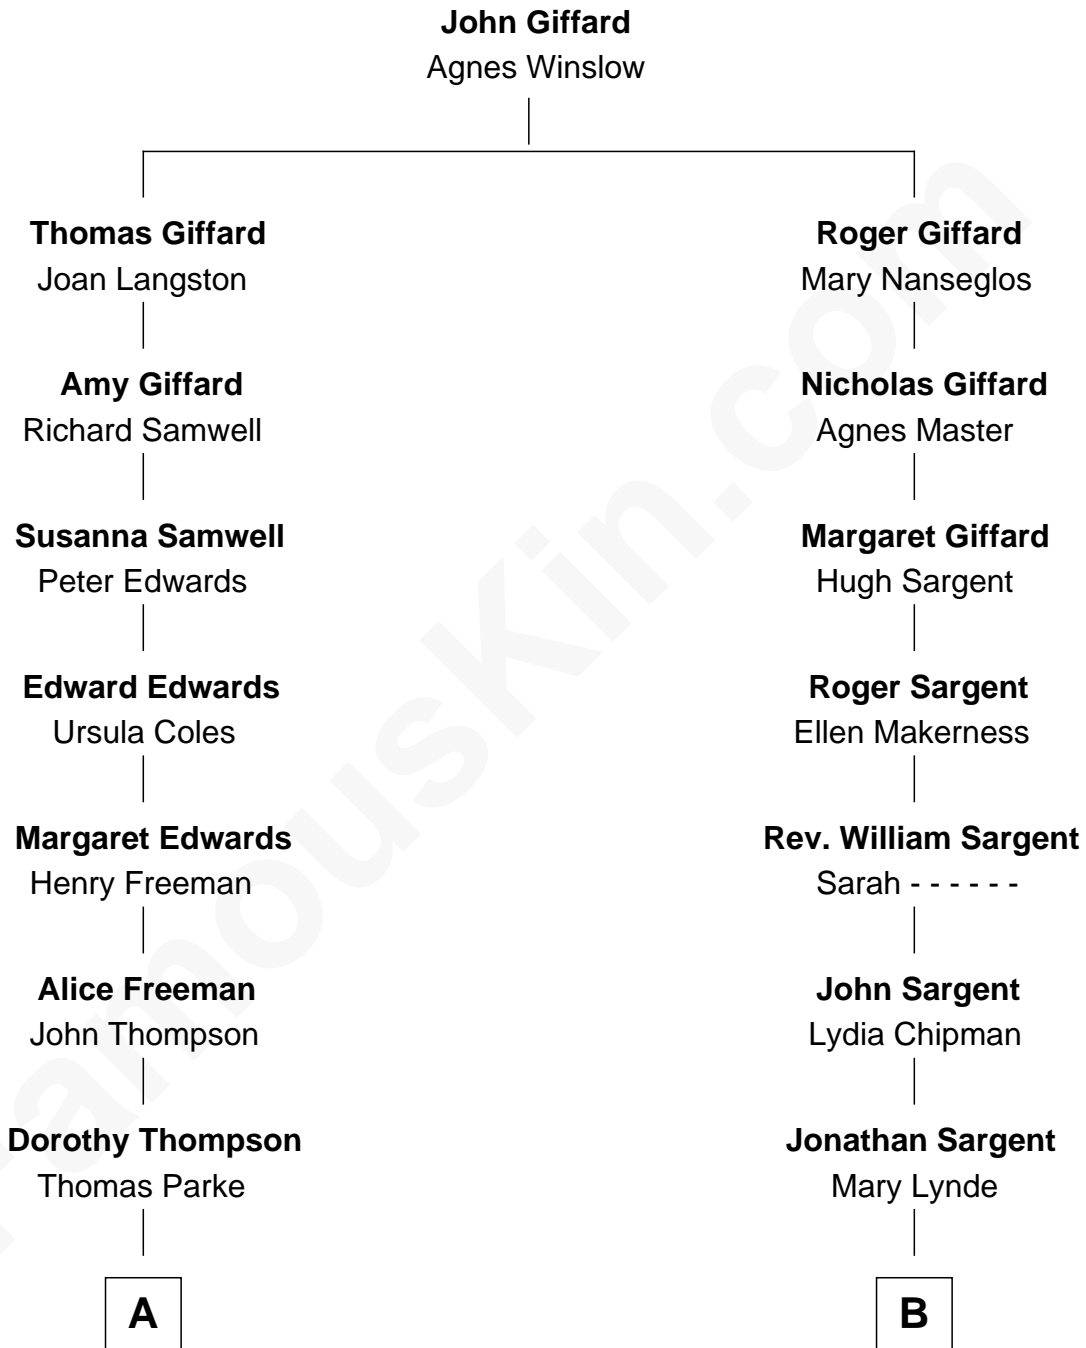 John Giffard
Agnes Winslow
Thomas Giffard
Joan Langston
Roger Giffard
Mary Nanseglos
Amy Giffard
Richard Samwell
Nicholas Giffard
Agnes Master
Susanna Samwell
Peter Edwards
Margaret Giffard
Hugh Sargent
Edward Edwards
Ursula Coles
Roger Sargent
Ellen Makerness
Margaret Edwards
Henry Freeman
Rev. William Sargent
Sarah - - - - - -
Alice Freeman
John Thompson
John Sargent
Lydia Chipman
Dorothy Thompson
Thomas Parke
Jonathan Sargent
Mary Lynde
A
B
FamousKin.com